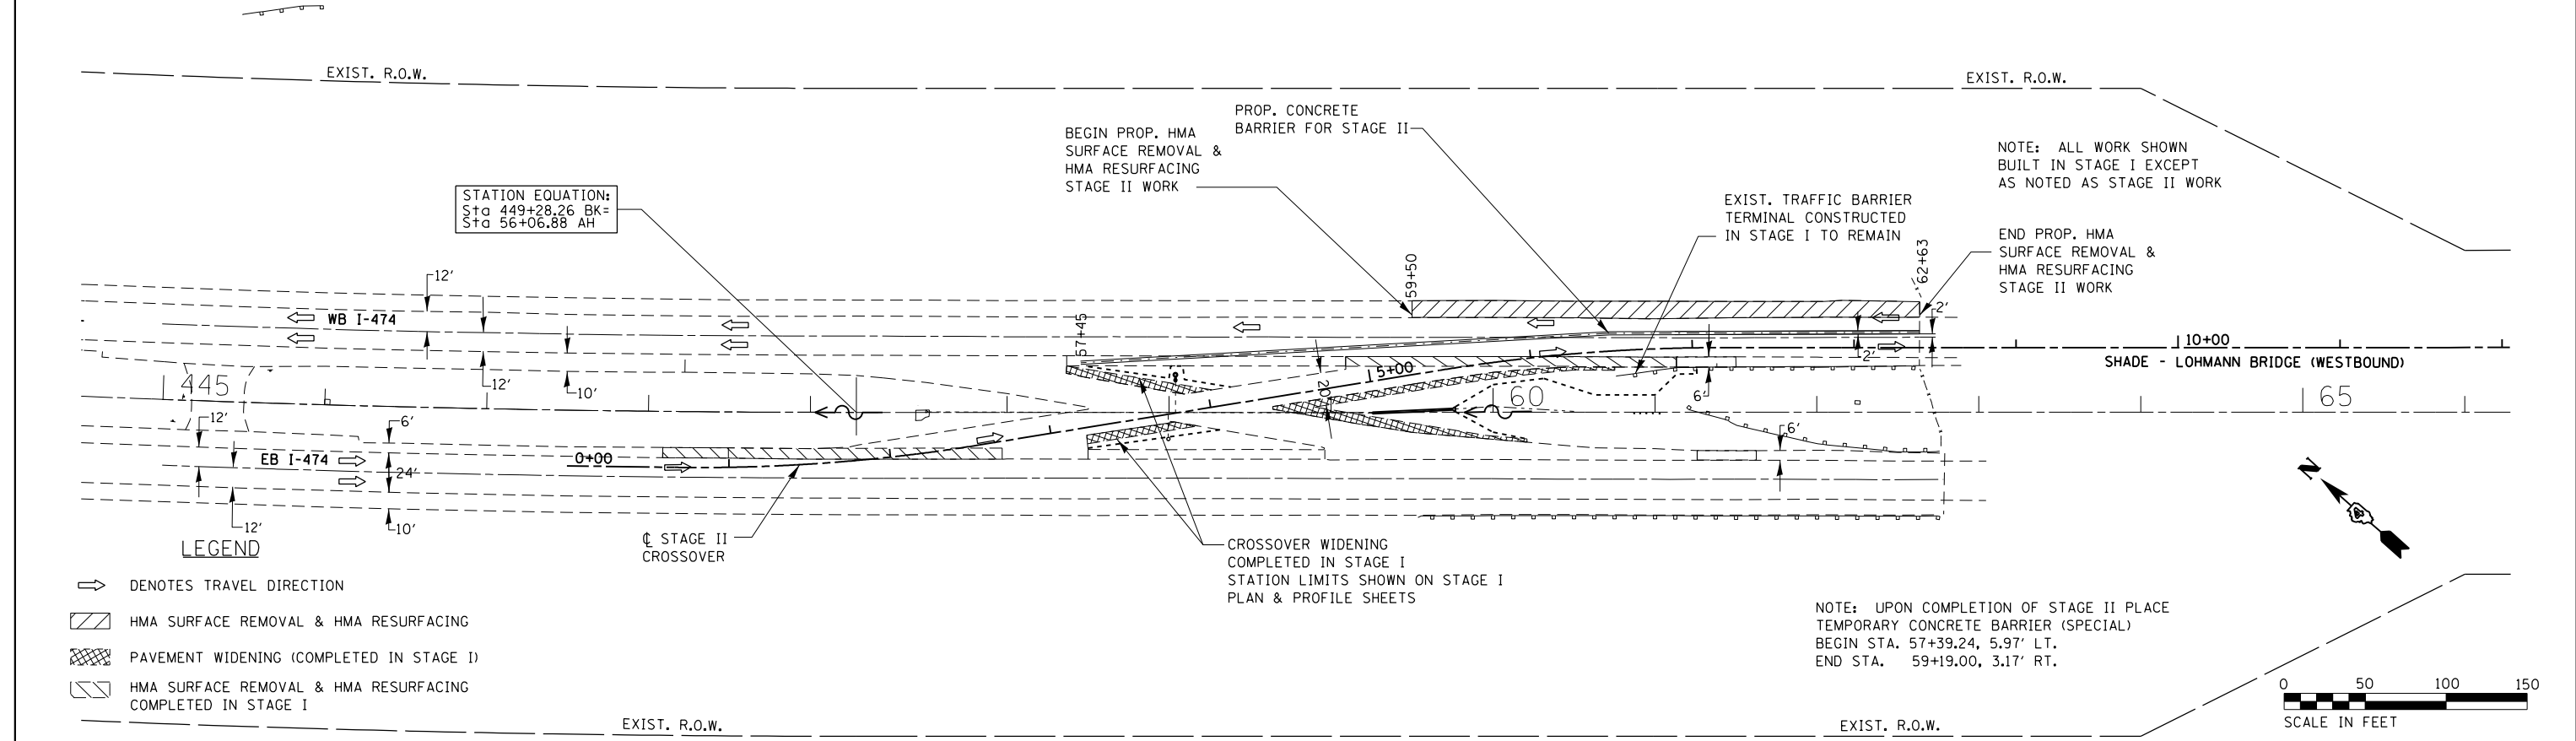 EXIST. R.O.W.
EXIST. R.O.W.
PROP. CONCRETE
BARRIER FOR STAGE II
BEGIN PROP. HMA
SURFACE REMOVAL &
HMA RESURFACING
STAGE II WORK
NOTE: ALL WORK SHOWN
BUILT IN STAGE I EXCEPT
AS NOTED AS STAGE II WORK
STATION EQUATION:
Sta 449+28.26 BK=
Sta 56+06.88 AH
EXIST. TRAFFIC BARRIER
TERMINAL CONSTRUCTED
IN STAGE I TO REMAIN
END PROP. HMA
SURFACE REMOVAL &
HMA RESURFACING
STAGE II WORK
59+50
62+63
12'
2'
WB I-474
57+45
10+00
SHADE - LOHMANN BRIDGE (WESTBOUND)
2'
5+00
12'
10'
445
20'
6'
60
65
12'
6'
6'
EB I-474
0+00
24'
12'
10'
N
LEGEND
℄ STAGE II
CROSSOVER
CROSSOVER WIDENING
COMPLETED IN STAGE I
STATION LIMITS SHOWN ON STAGE I
PLAN & PROFILE SHEETS
DENOTES TRAVEL DIRECTION
HMA SURFACE REMOVAL & HMA RESURFACING
PAVEMENT WIDENING (COMPLETED IN STAGE I)
HMA SURFACE REMOVAL & HMA RESURFACING
COMPLETED IN STAGE I
NOTE: UPON COMPLETION OF STAGE II PLACE
TEMPORARY CONCRETE BARRIER (SPECIAL)
BEGIN STA. 57+39.24, 5.97' LT.
END STA. 59+19.00, 3.17' RT.
0 50 100 150
SCALE IN FEET
EXIST. R.O.W.
EXIST. R.O.W.